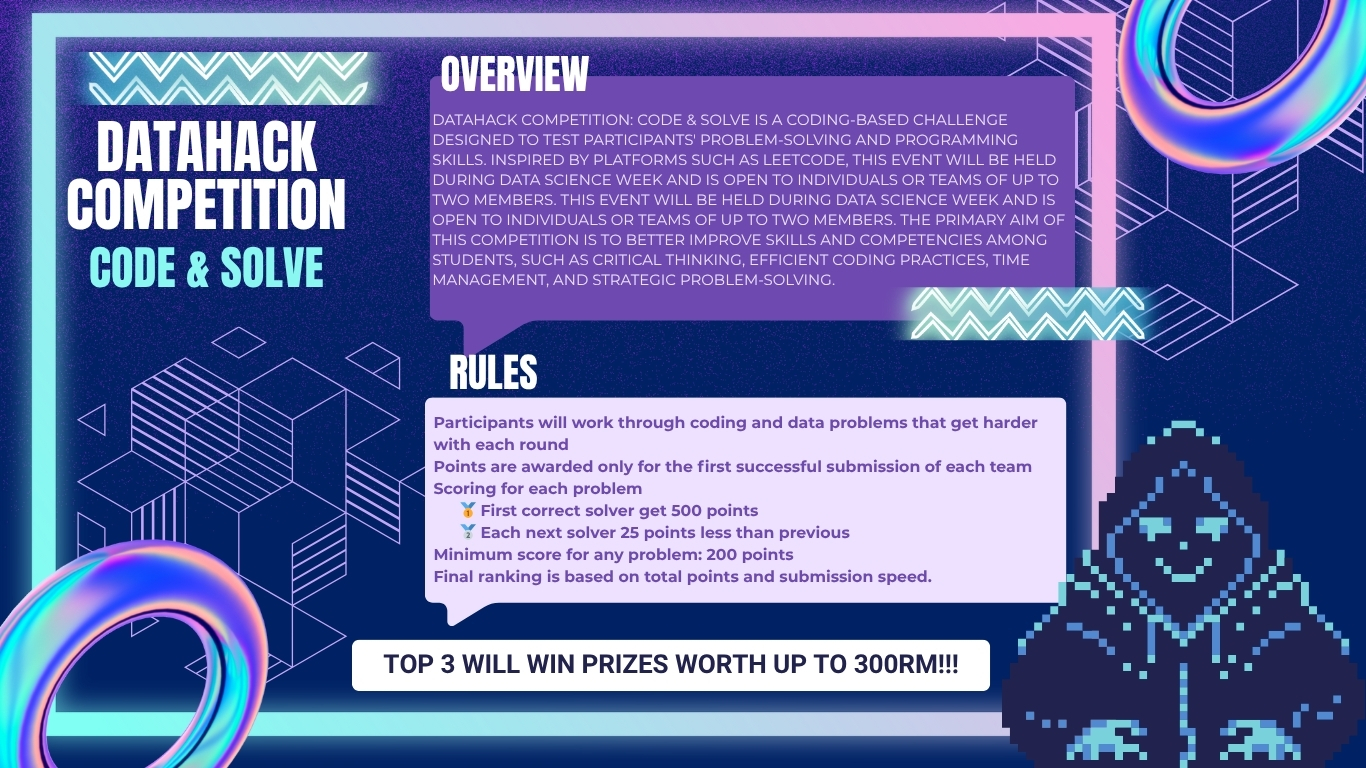 DATAHACK
COMPETITION
CODE & SOLVE
OVERVIEW
DATAHACK COMPETITION: CODE & SOLVE IS A CODING-BASED CHALLENGE
DESIGNED TO TEST PARTICIPANTS' PROBLEM-SOLVING AND PROGRAMMING
SKILLS. INSPIRED BY PLATFORMS SUCH AS LEETCODE, THIS EVENT WILL BE HELD
DURING DATA SCIENCE WEEK AND IS OPEN TO INDIVIDUALS OR TEAMS OF UP TO
TWO MEMBERS. THIS EVENT WILL BE HELD DURING DATA SCIENCE WEEK AND IS
OPEN TO INDIVIDUALS OR TEAMS OF UP TO TWO MEMBERS. THE PRIMARY AIM OF
THIS COMPETITION IS TO BETTER IMPROVE SKILLS AND COMPETENCIES AMONG
STUDENTS, SUCH AS CRITICAL THINKING, EFFICIENT CODING PRACTICES, TIME
MANAGEMENT, AND STRATEGIC PROBLEM-SOLVING.
RULES
Participants will work through coding and data problems that get harder
with each round
Points are awarded only for the first successful submission of each team
Scoring for each problem
🥇 First correct solver get 500 points
🥈 Each next solver 25 points less than previous
Minimum score for any problem: 200 points
Final ranking is based on total points and submission speed.
TOP 3 WILL WIN PRIZES WORTH UP TO 300RM!!!